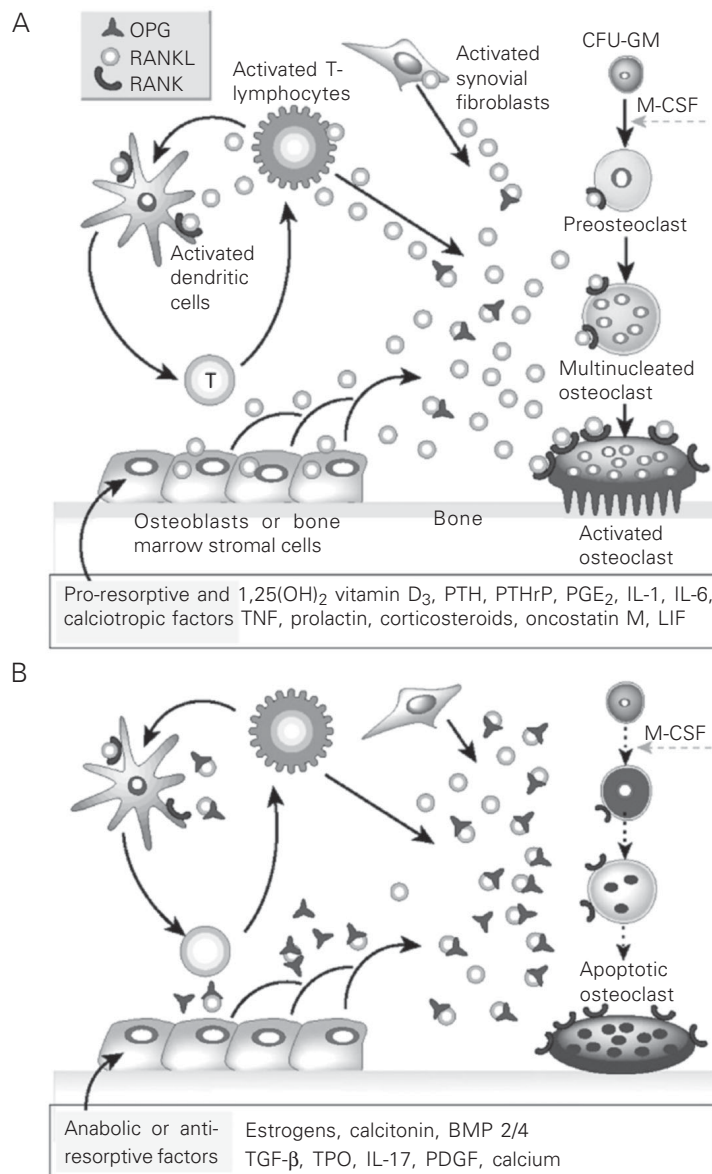 A
OPG
RANKL
RANK
Activated T-
lymphocytes
Activated
synovial
fibroblasts
CFU-GM
M-CSF
Preosteoclast
Activated
dendritic
cells
T
Multinucleated
osteoclast
Osteoblasts or bone
marrow stromal cells
Bone
Activated
osteoclast
Pro-resorptive and 1,25(OH)₂ vitamin D₃, PTH, PTHrP, PGE₂, IL-1, IL-6,
calciotropic factors TNF, prolactin, corticosteroids, oncostatin M, LIF
B
M-CSF
Apoptotic
osteoclast
Anabolic or anti-
resorptive factors
Estrogens, calcitonin, BMP 2/4
TGF-β, TPO, IL-17, PDGF, calcium